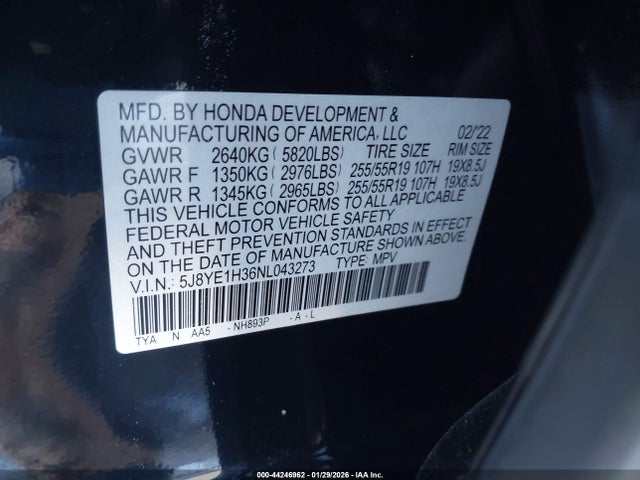 MFD. BY HONDA DEVELOPMENT &
MANUFACTURING OF AMERICA, LLC 02/'22
GVWR 2640KG ( 5820LBS) TIRE SIZE RIM SIZE
GAWR F 1350KG ( 2976LBS) 255/55R19 107H 19X8.5J
GAWR R 1345KG ( 2965LBS) 255/55R19 107H 19X8.5J
THIS VEHICLE CONFORMS TO ALL APPLICABLE
FEDERAL MOTOR VEHICLE SAFETY
AND THEFT PREVENTION STANDARDS IN EFFECT
ON THE DATE OF MANUFACTURE SHOWN ABOVE.
V.I.N.: 5J8YE1H36NL043273 TYPE: MPV
TYA N AA5 - NH893P - A - L
000-44246962 - 01/29/2026 - IAA Inc.